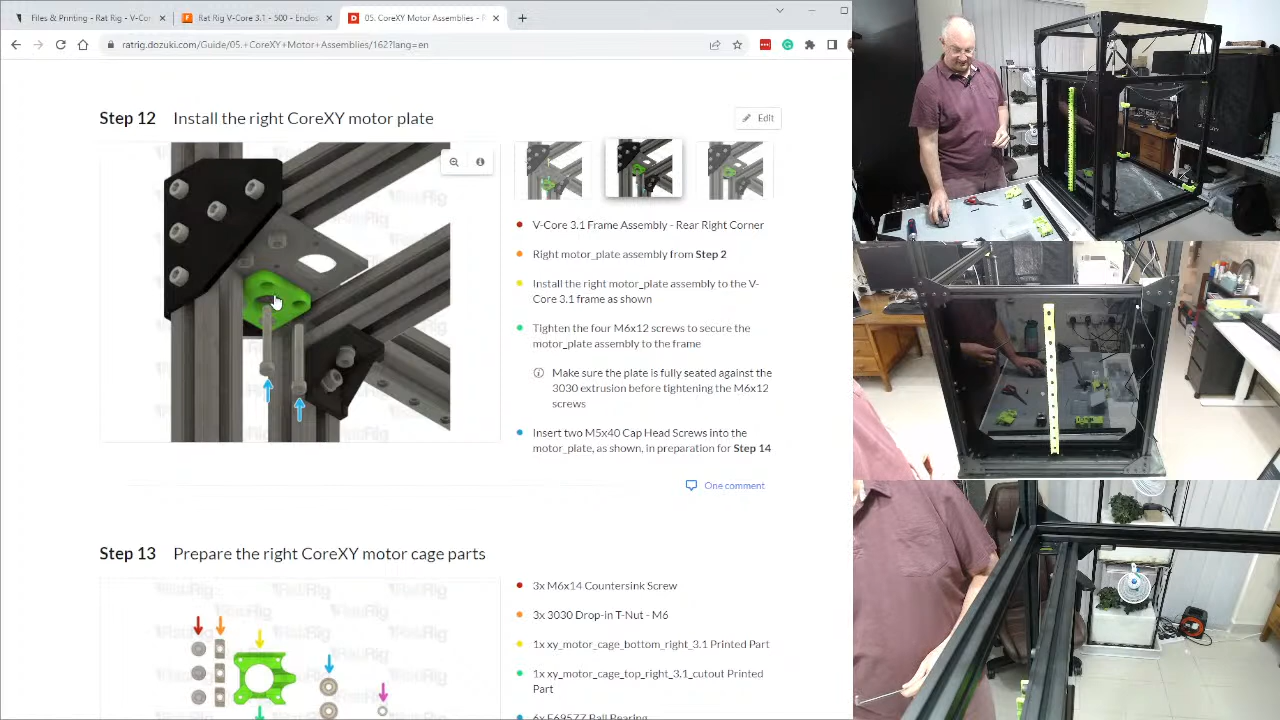 Files & Printing - Rat Rig - V-C
Rat Rig V-Core 3.1 - 500 - Endos
05. CoreXY Motor Assemblies - R
ratrig.dozuki.com/Guide/05.+CoreXY+Motor+Assemblies/162?lang=en
Step 12 Install the right CoreXY motor plate
Edit
V-Core 3.1 Frame Assembly - Rear Right Corner
Right motor_plate assembly from Step 2
Install the right motor_plate assembly to the V-
Core 3.1 frame as shown
Tighten the four M6x12 screws to secure the
motor_plate assembly to the frame
Make sure the plate is fully seated against the
3030 extrusion before tightening the M6x12
screws
Insert two M5x40 Cap Head Screws into the
motor_plate, as shown, in preparation for Step 14
One comment
Step 13 Prepare the right CoreXY motor cage parts
3x M6x14 Countersink Screw
3x 3030 Drop-in T-Nut - M6
1x xy_motor_cage_bottom_right_3.1 Printed Part
1x xy_motor_cage_top_right_3.1_cutout Printed
Part
6x F695ZZ Ball Bearing